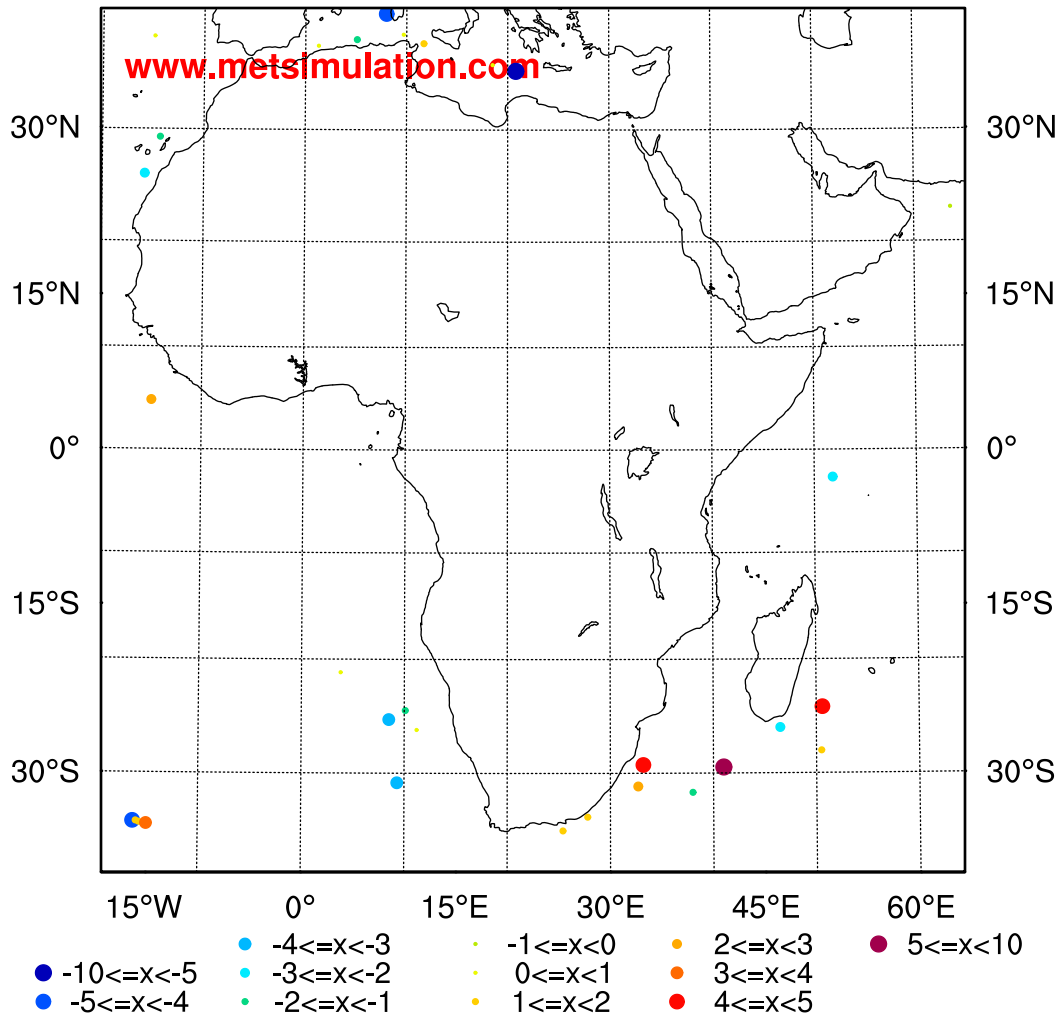 www.metsimulation.com
30°N 30°N
15°N 15°N
0° 0°
15°S 15°S
30°S 30°S
15°W 0° 15°E 30°E 45°E 60°E
-4<=x<-3 -1<=x<0 2<=x<3 5<=x<10
-10<=x<-5 -3<=x<-2 0<=x<1 3<=x<4
-5<=x<-4 -2<=x<-1 1<=x<2 4<=x<5